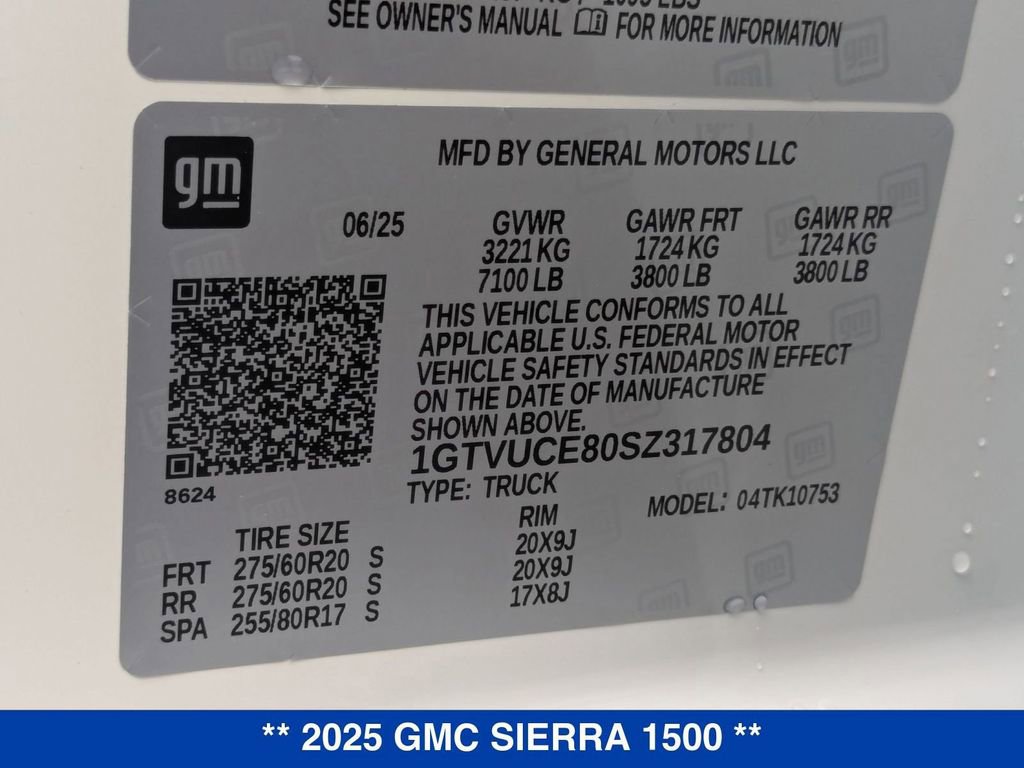 SEE OWNER'S MANUAL FOR MORE INFORMATION
gm
MFD BY GENERAL MOTORS LLC
06/25 GVWR GAWR FRT GAWR RR
3221 KG 1724 KG 1724 KG
7100 LB 3800 LB 3800 LB
THIS VEHICLE CONFORMS TO ALL
APPLICABLE U.S. FEDERAL MOTOR
VEHICLE SAFETY STANDARDS IN EFFECT
ON THE DATE OF MANUFACTURE
SHOWN ABOVE.
1GTVUCE80SZ317804
8624
TYPE: TRUCK MODEL: 04TK10753
TIRE SIZE RIM
FRT 275/60R20 S 20X9J
RR 275/60R20 S 20X9J
SPA 255/80R17 S 17X8J
** 2025 GMC SIERRA 1500 **